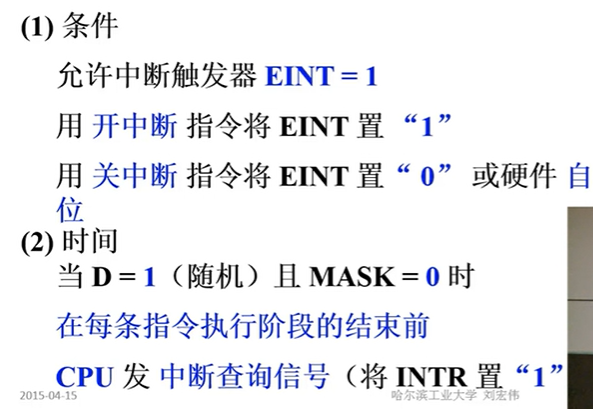 (1) 条件
允许中断触发器 EINT = 1
用 开中断 指令将 EINT 置 “1”
用 关中断 指令将 EINT 置“ 0” 或硬件 自
位
(2) 时间
当 D = 1（随机）且 MASK = 0 时
在每条指令执行阶段的结束前
CPU 发 中断查询信号（将 INTR 置“1”
2015-04-15
哈尔滨工业大学 刘宏伟